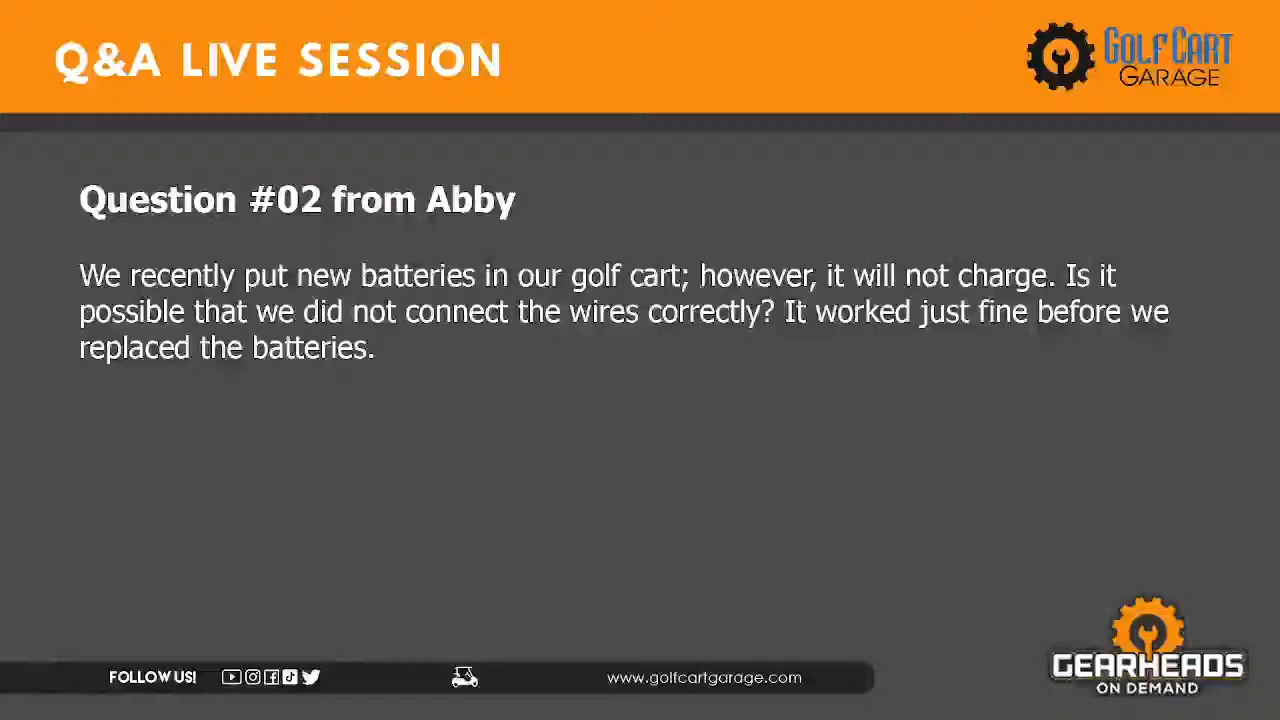 Q&A LIVE SESSION
GOLF CART
GARAGE
Question #02 from Abby
We recently put new batteries in our golf cart; however, it will not charge. Is it
possible that we did not connect the wires correctly? It worked just fine before we
replaced the batteries.
FOLLOW US!
www.golfcartgarage.com
GEARHEADS
ON DEMAND